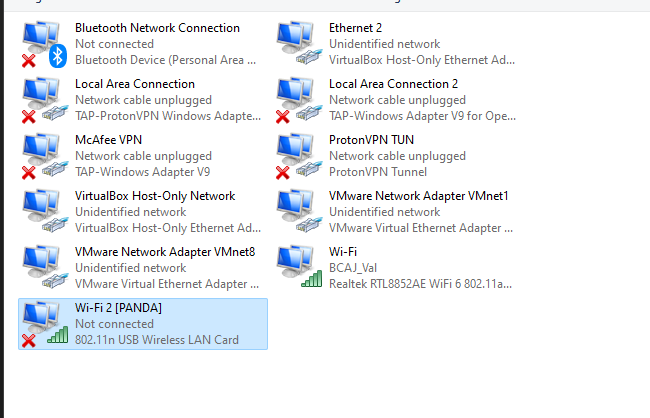 Bluetooth Network Connection
Not connected
Bluetooth Device (Personal Area ...
Ethernet 2
Unidentified network
VirtualBox Host-Only Ethernet Ad...
Local Area Connection
Network cable unplugged
TAP-ProtonVPN Windows Adapte...
Local Area Connection 2
Network cable unplugged
TAP-Windows Adapter V9 for Ope...
McAfee VPN
Network cable unplugged
TAP-Windows Adapter V9
ProtonVPN TUN
Network cable unplugged
ProtonVPN Tunnel
VirtualBox Host-Only Network
Unidentified network
VirtualBox Host-Only Ethernet Ad...
VMware Network Adapter VMnet1
Unidentified network
VMware Virtual Ethernet Adapter ...
VMware Network Adapter VMnet8
Unidentified network
VMware Virtual Ethernet Adapter ...
Wi-Fi
BCAJ_Val
Realtek RTL8852AE WiFi 6 802.11a...
Wi-Fi 2 [PANDA]
Not connected
802.11n USB Wireless LAN Card